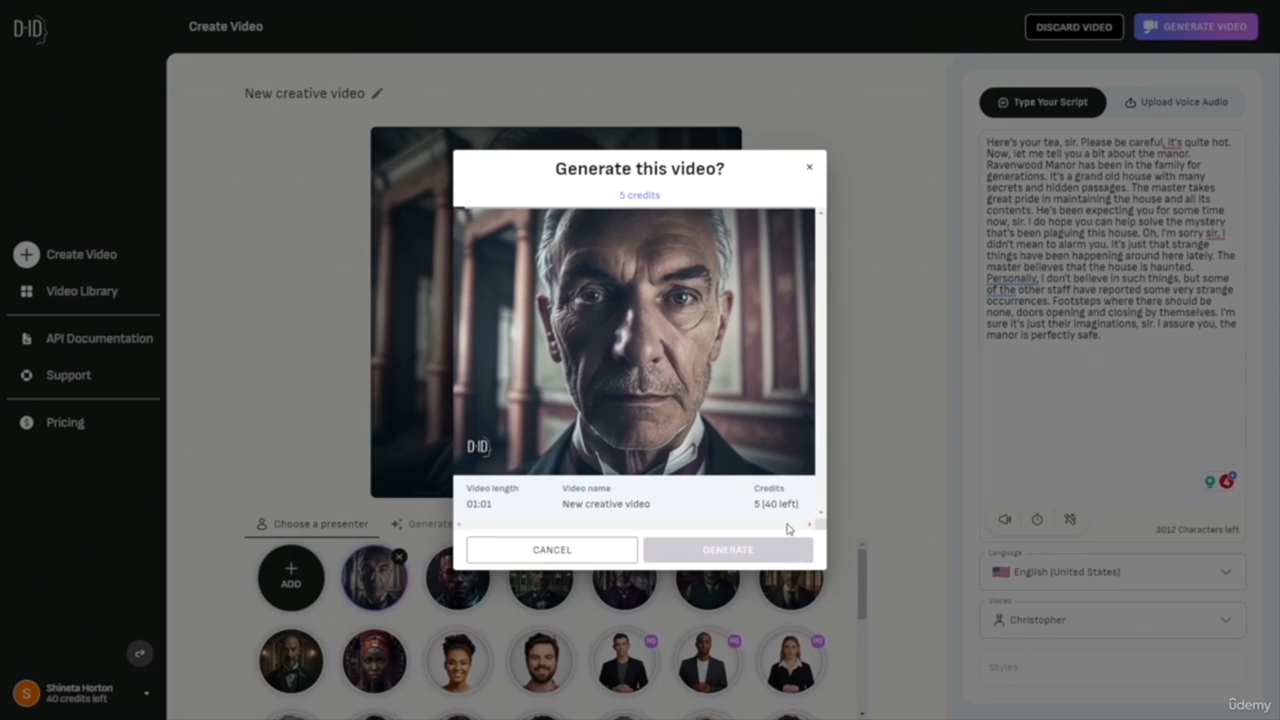 D-ID
Create Video
DISCARD VIDEO
GENERATE VIDEO
New creative video
Type Your Script
Upload Voice Audio
Here's your tea, sir. Please be careful, it's quite hot.
Now, let me tell you a bit about the manor.
Ravenwood Manor has been in the family for
generations. It's a grand old house with many
secrets and hidden passages. The master takes
great pride in maintaining the house and all its
contents. He's been expecting you for some time
now, sir. I do hope you can help solve the mystery
that's been plaguing this house. Oh, I'm sorry sir, I
didn't mean to alarm you. It's just that strange
things have been happening around here lately. The
master believes that the house is haunted.
Personally, I don't believe in such things, but some
of the other staff have reported some very strange
occurrences. Footsteps where there should be
none, doors opening and closing by themselves. I'm
sure it's just their imaginations, sir. I assure you, the
manor is perfectly safe.
3012 Characters left
Language
English (United States)
Voices
Christopher
Styles
Generate this video?
×
5 credits
D-ID
Video length
Video name
Credits
01:01
New creative video
5 (40 left)
CANCEL
GENERATE
Choose a presenter
Generate
ADD
HQ
HQ
HQ
Create Video
Video Library
API Documentation
Support
Pricing
S
Shineta Horton
40 credits left
ûdemy